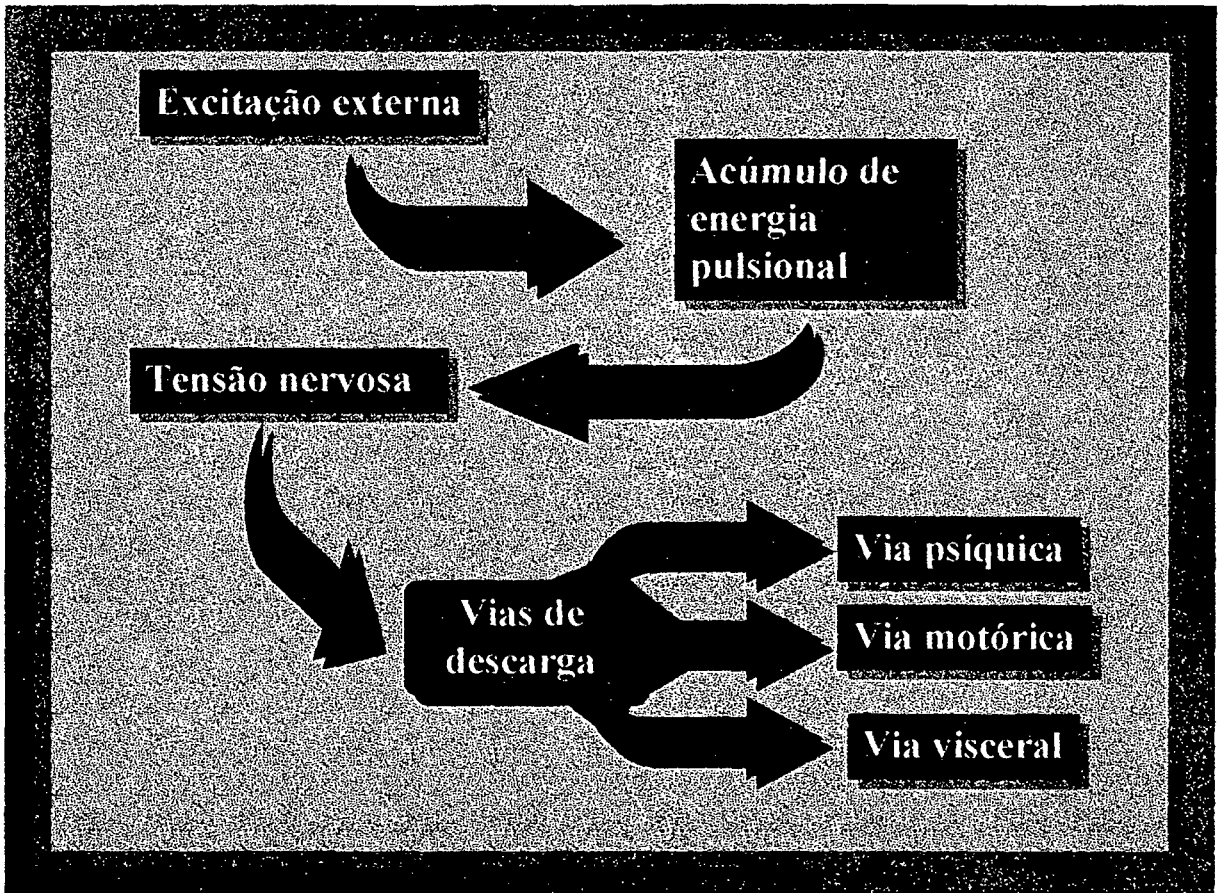 Excitação externa
Acúmulo de
energia
pulsional
Tensão nervosa
Vias de
descarga
Via psíquica
Via motórica
Via visceral